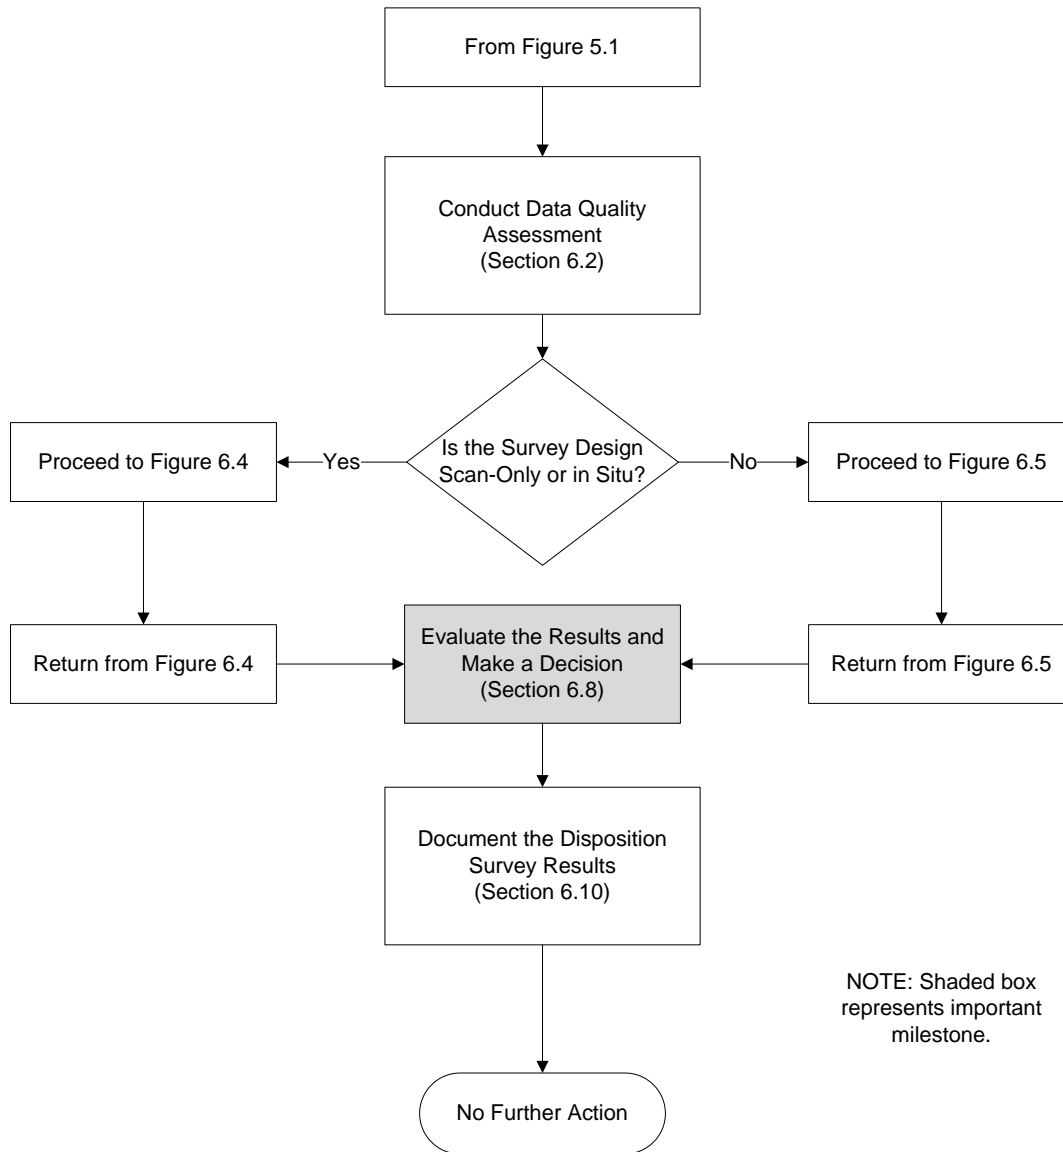 From Figure 5.1
Conduct Data Quality
Assessment
(Section 6.2)
Is the Survey Design
Scan-Only or in Situ?
Yes
No
Proceed to Figure 6.4
Proceed to Figure 6.5
Return from Figure 6.4
Evaluate the Results and
Make a Decision
(Section 6.8)
Return from Figure 6.5
Document the Disposition
Survey Results
(Section 6.10)
NOTE: Shaded box
represents important
milestone.
No Further Action